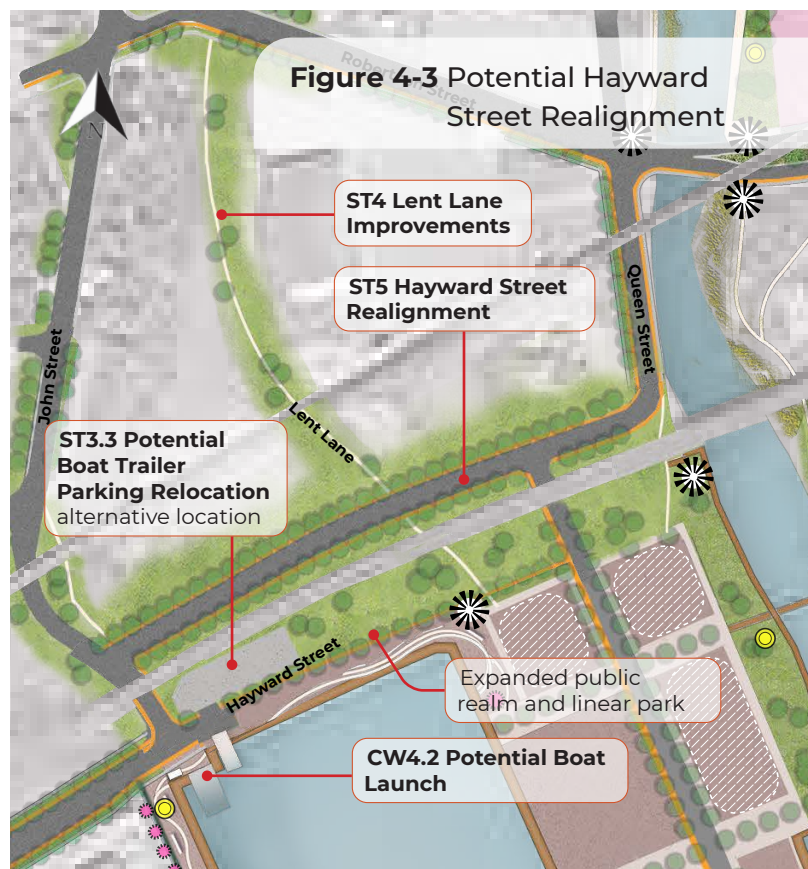 Figure 4-3 Potential Hayward
Street Realignment
Robertson Street
N
ST4 Lent Lane
Improvements
ST5 Hayward Street
Realignment
Queen Street
John Street
Lent Lane
ST3.3 Potential
Boat Trailer
Parking Relocation
alternative location
Hayward Street
Expanded public
realm and linear park
CW4.2 Potential Boat
Launch